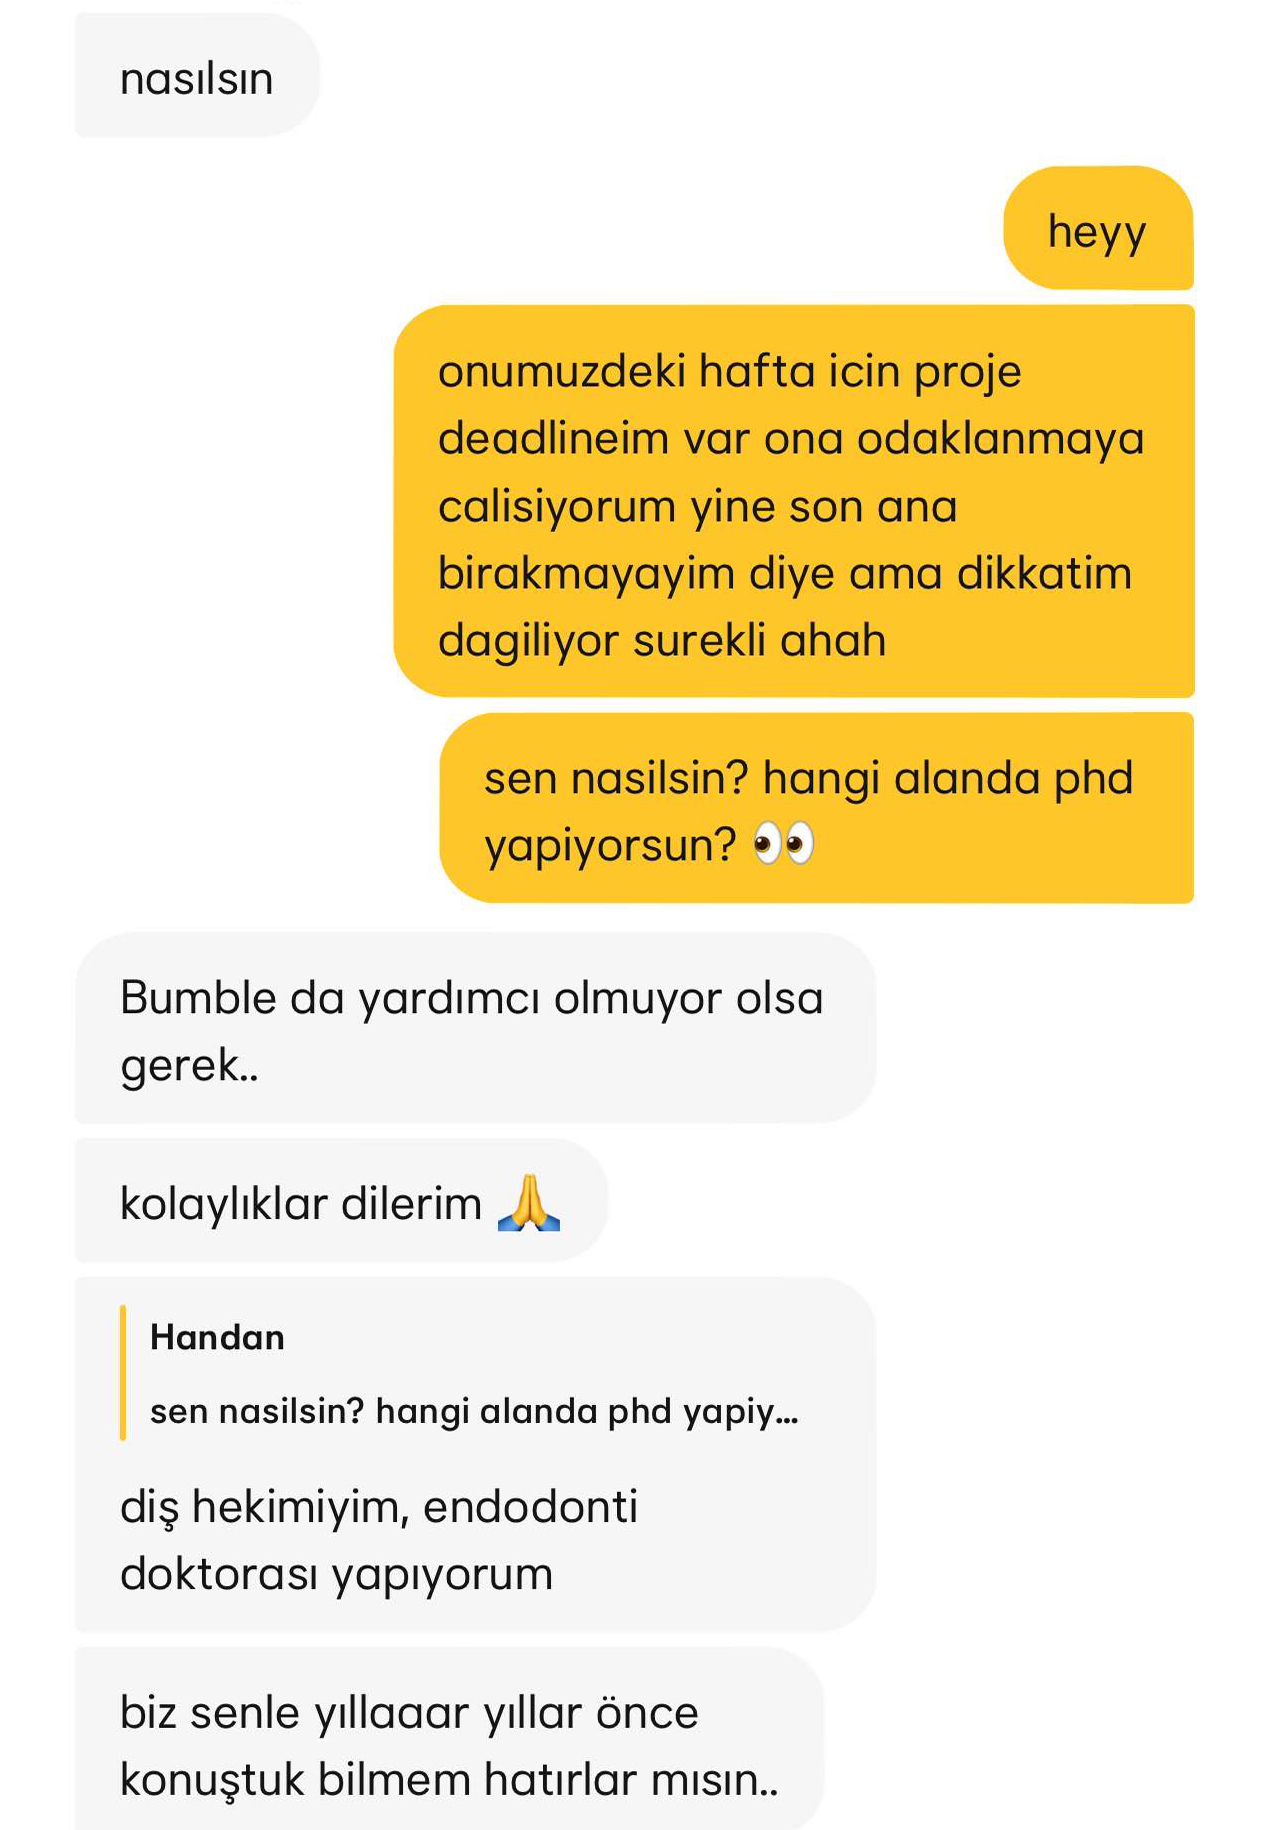 nasılsın
heyy
onumuzdeki hafta icin proje
deadlineim var ona odaklanmaya
calisiyorum yine son ana
birakmayayim diye ama dikkatim
dagiliyor surekli ahah
sen nasilsin? hangi alanda phd
yapiyorsun? 👀
Bumble da yardımcı olmuyor olsa
gerek..
kolaylıklar dilerim 🙏
Handan
sen nasilsin? hangi alanda phd yapiy...
diş hekimiyim, endodonti
doktorası yapıyorum
biz senle yıllaaar yıllar önce
konuştuk bilmem hatırlar mısın..